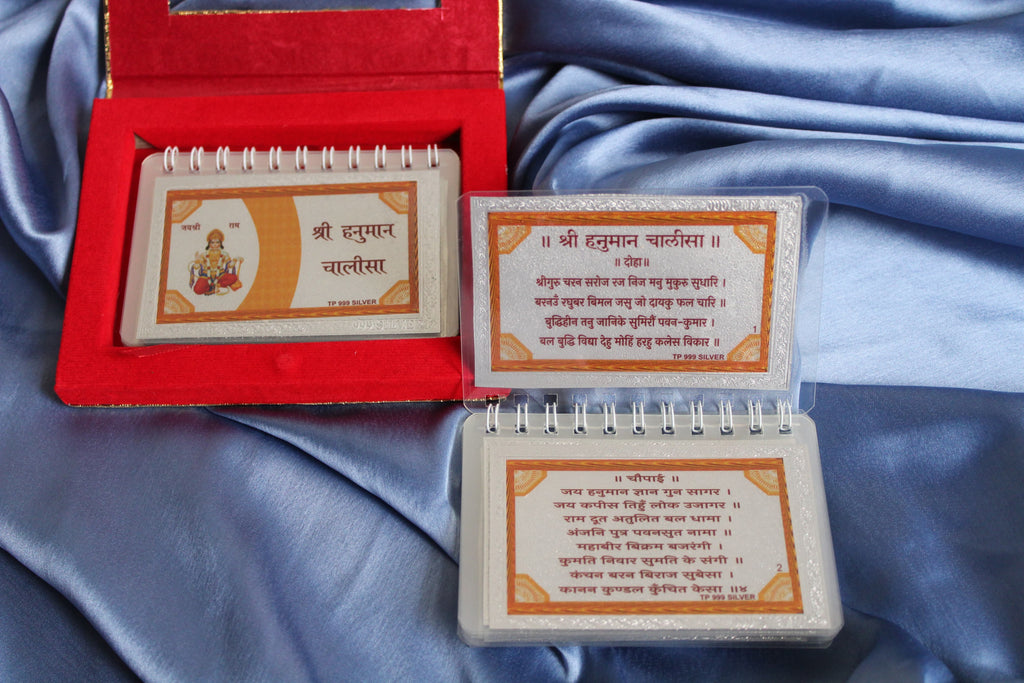 जयश्री राम
श्री हनुमान
चालीसा
TP 999 SILVER
999 SILVER
॥ श्री हनुमान चालीसा ॥
॥ दोहा॥
श्रीगुरु चरन सरोज रज निज मनु मुकुरु सुधारि ।
बरनउँ रघुबर बिमल जसु जो दायकु फल चारि ॥
बुद्धिहीन तनु जानिके सुमिरौं पवन-कुमार ।
बल बुद्धि विद्या देहु मोहिं हरहु कलेस विकार ॥
1
TP 999 SILVER
॥ चौपाई ॥
जय हनुमान ज्ञान गुन सागर ।
जय कपीस तिहुँ लोक उजागर ॥
राम दूत अतुलित बल धामा ।
अंजनि पुत्र पवनसुत नामा ॥
महाबीर बिक्रम बजरंगी ।
कुमति निवार सुमति के संगी ॥
कंचन बरन बिराज सुबेसा ।
कानन कुण्डल कुँचित केसा ॥४
2
TP 999 SILVER